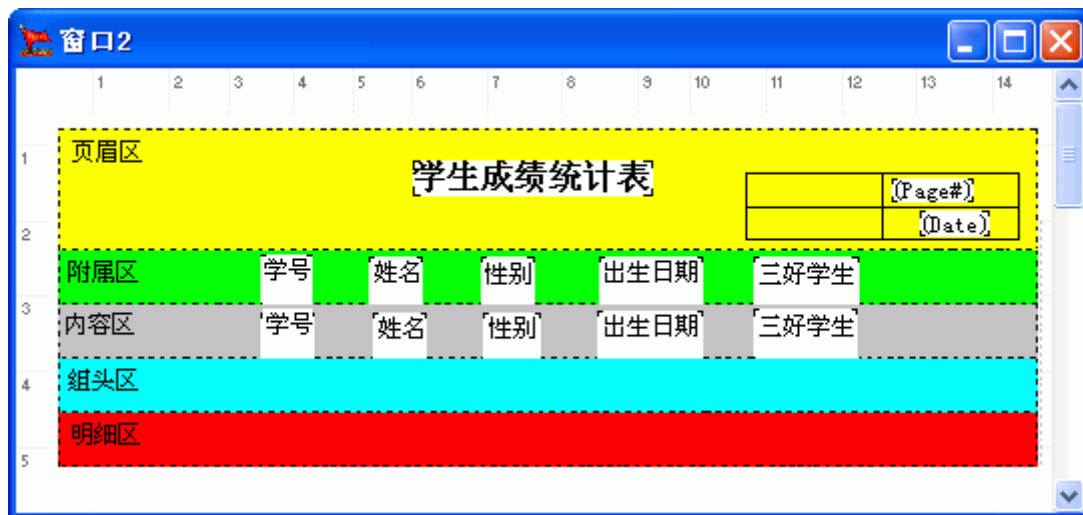 窗口2
1 2 3 4 5 6 7 8 9 10 11 12 13 14
1
页眉区
学生成绩统计表
(Page#)
2
(Date)
附属区 学号 姓名 性别 出生日期 三好学生
3
内容区 学号 姓名 性别 出生日期 三好学生
4
组头区
明细区
5